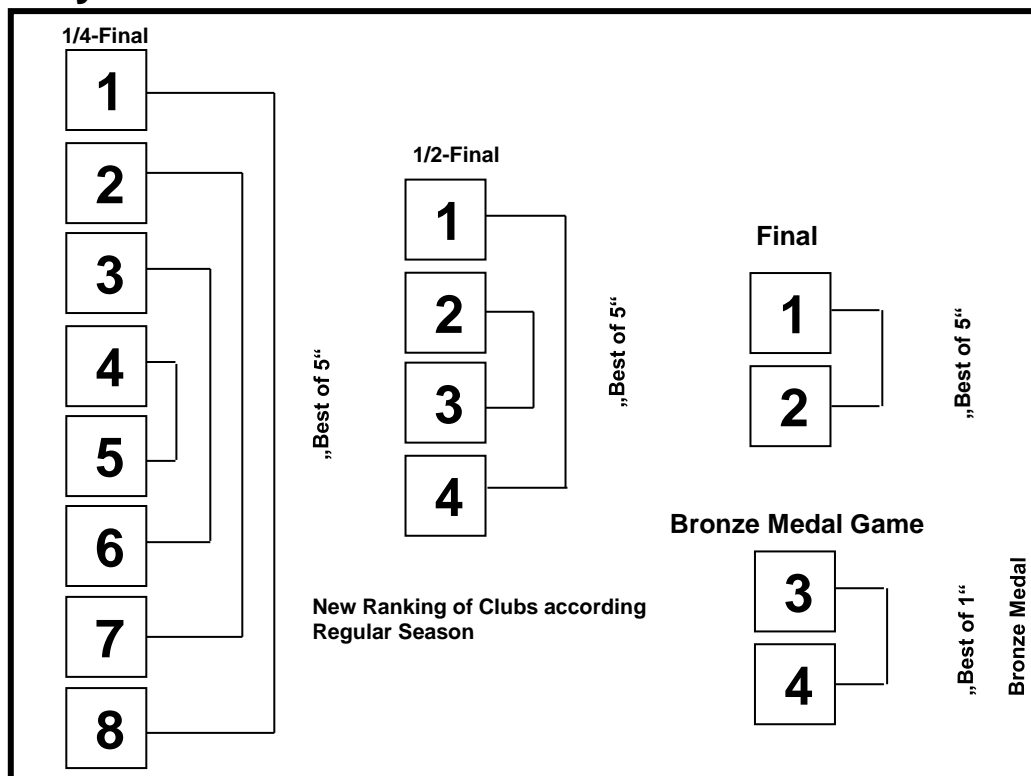 1/4-Final
1
2
3
4
5
6
7
8
„Best of 5“
1/2-Final
1
2
3
4
„Best of 5“
New Ranking of Clubs according
Regular Season
Final
1
2
„Best of 5“
Bronze Medal Game
3
4
„Best of 1“
Bronze Medal